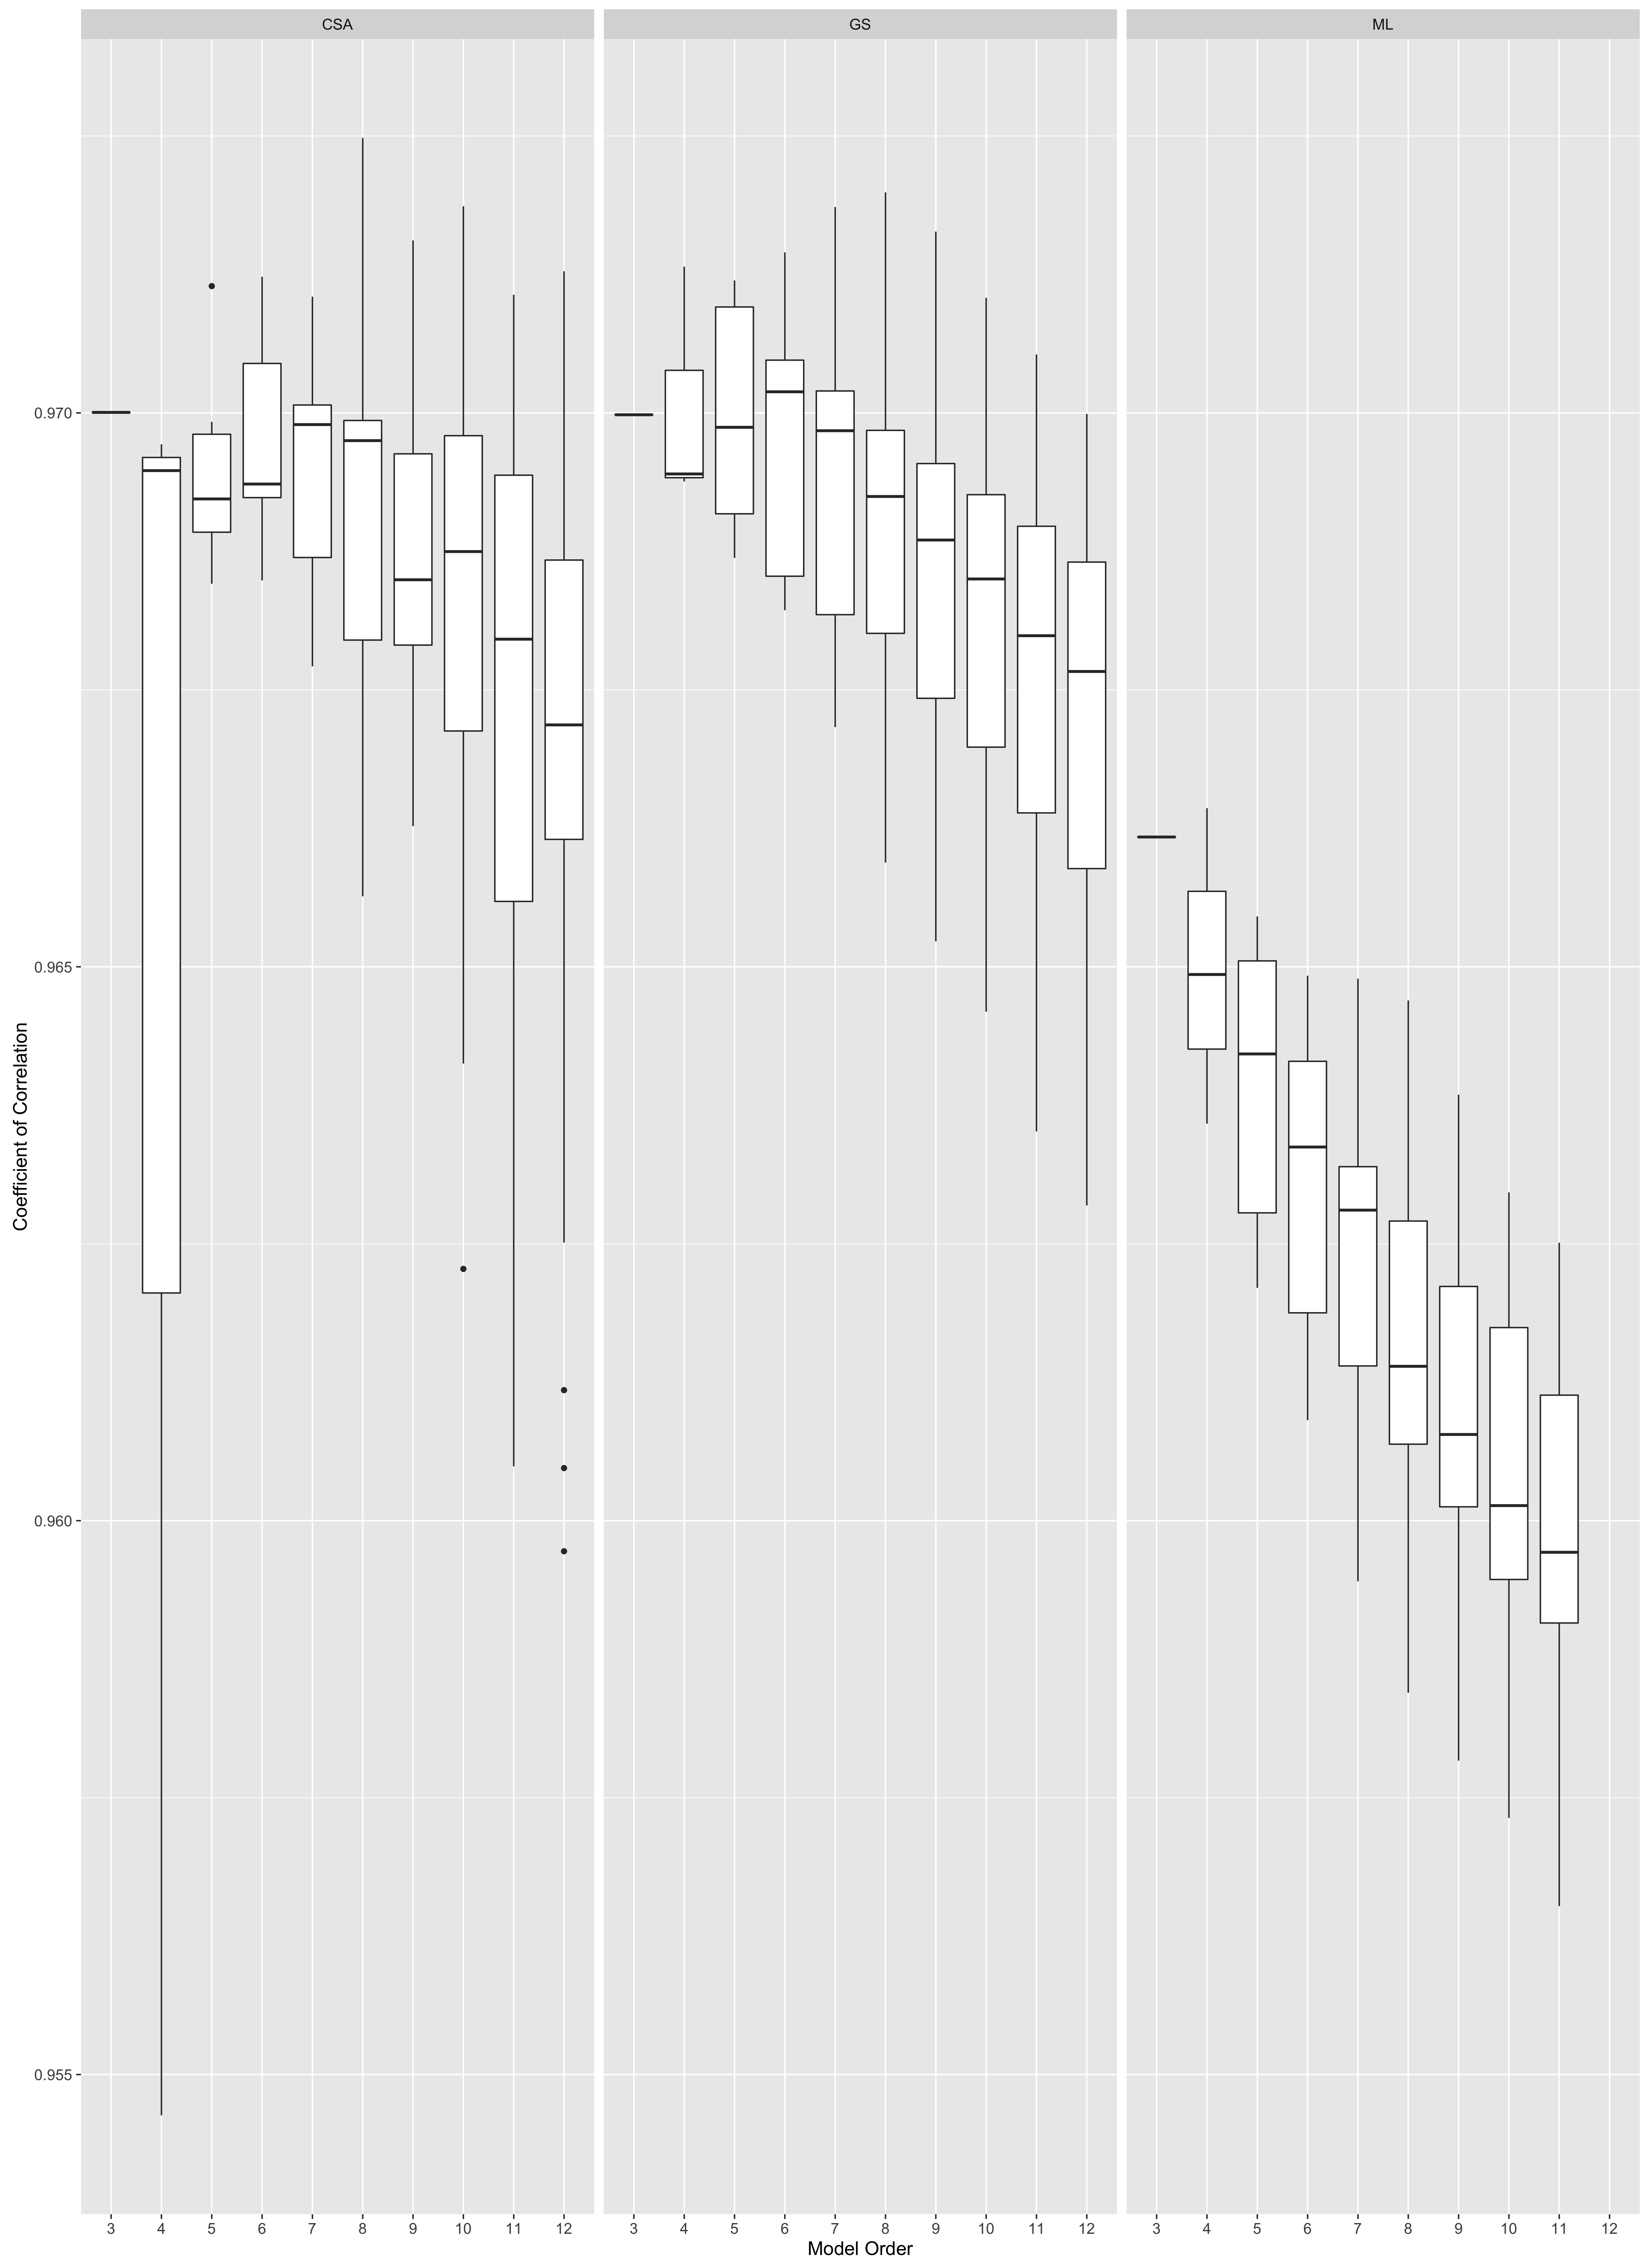 CSA GS ML
Coefficient of Correlation
0.970
0.965
0.960
0.955
3 4 5 6 7 8 9 10 11 12 3 4 5 6 7 8 9 10 11 12 3 4 5 6 7 8 9 10 11 12
Model Order